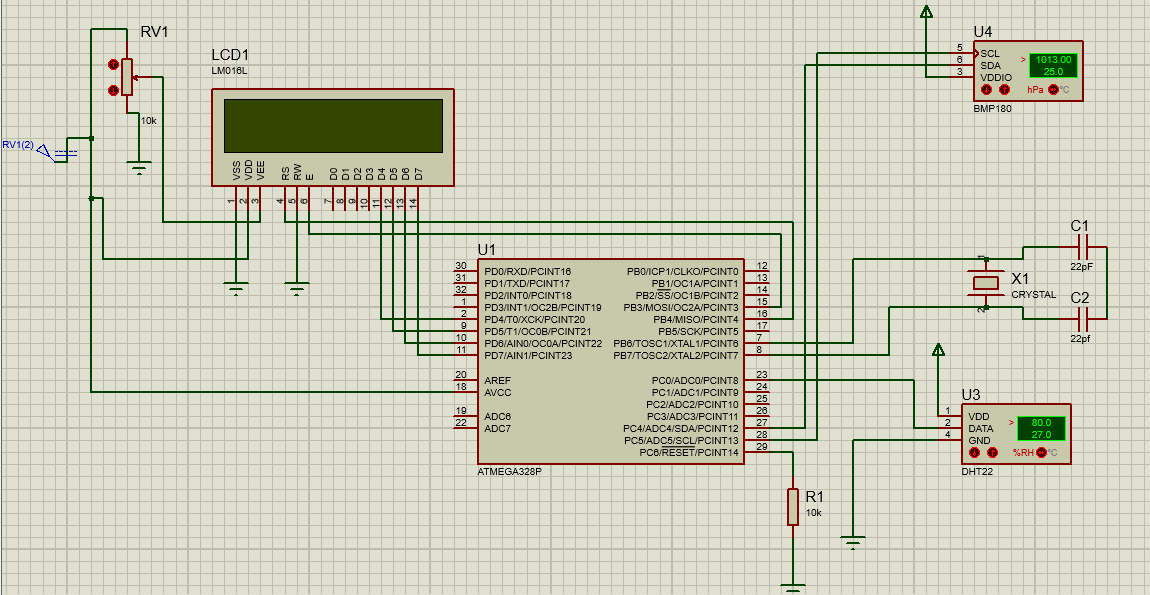 RV1
10k
RV1(2)
LCD1
LM016L
VSS
VDD
VEE
RS
RW
E
D0
D1
D2
D3
D4
D5
D6
D7
1
2
3
4
5
6
7
8
9
10
11
12
13
14
U4
5 SCL
6 SDA
3 VDDIO
> 1013.00
25.0
hPa °C
BMP180
U1
30 PD0/RXD/PCINT16 PB0/ICP1/CLKO/PCINT0 12
31 PD1/TXD/PCINT17 PB1/OC1A/PCINT1 13
32 PD2/INT0/PCINT18 PB2/SS/OC1B/PCINT2 14
1 PD3/INT1/OC2B/PCINT19 PB3/MOSI/OC2A/PCINT3 15
2 PD4/T0/XCK/PCINT20 PB4/MISO/PCINT4 16
9 PD5/T1/OC0B/PCINT21 PB5/SCK/PCINT5 17
10 PD6/AIN0/OC0A/PCINT22 PB6/TOSC1/XTAL1/PCINT6 7
11 PD7/AIN1/PCINT23 PB7/TOSC2/XTAL2/PCINT7 8
20 AREF PC0/ADC0/PCINT8 23
18 AVCC PC1/ADC1/PCINT9 24
PC2/ADC2/PCINT10 25
19 ADC6 PC3/ADC3/PCINT11 26
22 ADC7 PC4/ADC4/SDA/PCINT12 27
PC5/ADC5/SCL/PCINT13 28
PC6/RESET/PCINT14 29
ATMEGA328P
C1
22pF
1
X1
CRYSTAL
2
C2
22pf
U3
1 VDD
2 DATA
4 GND
> 80.0
27.0
%RH °C
DHT22
R1
10k